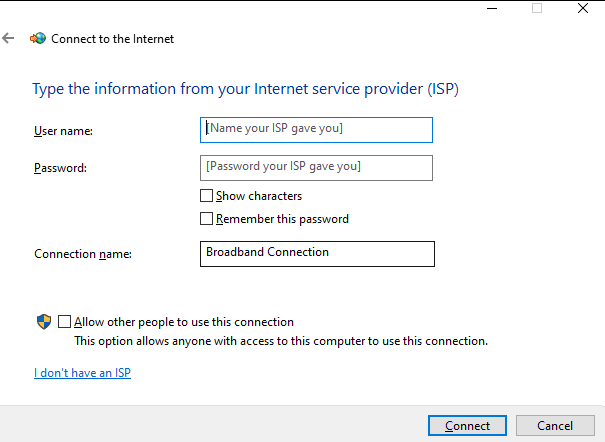 Connect to the Internet
Type the information from your Internet service provider (ISP)
User name:
[Name your ISP gave you]
Password:
[Password your ISP gave you]
Show characters
Remember this password
Connection name:
Broadband Connection
Allow other people to use this connection
This option allows anyone with access to this computer to use this connection.
I don't have an ISP
Connect
Cancel